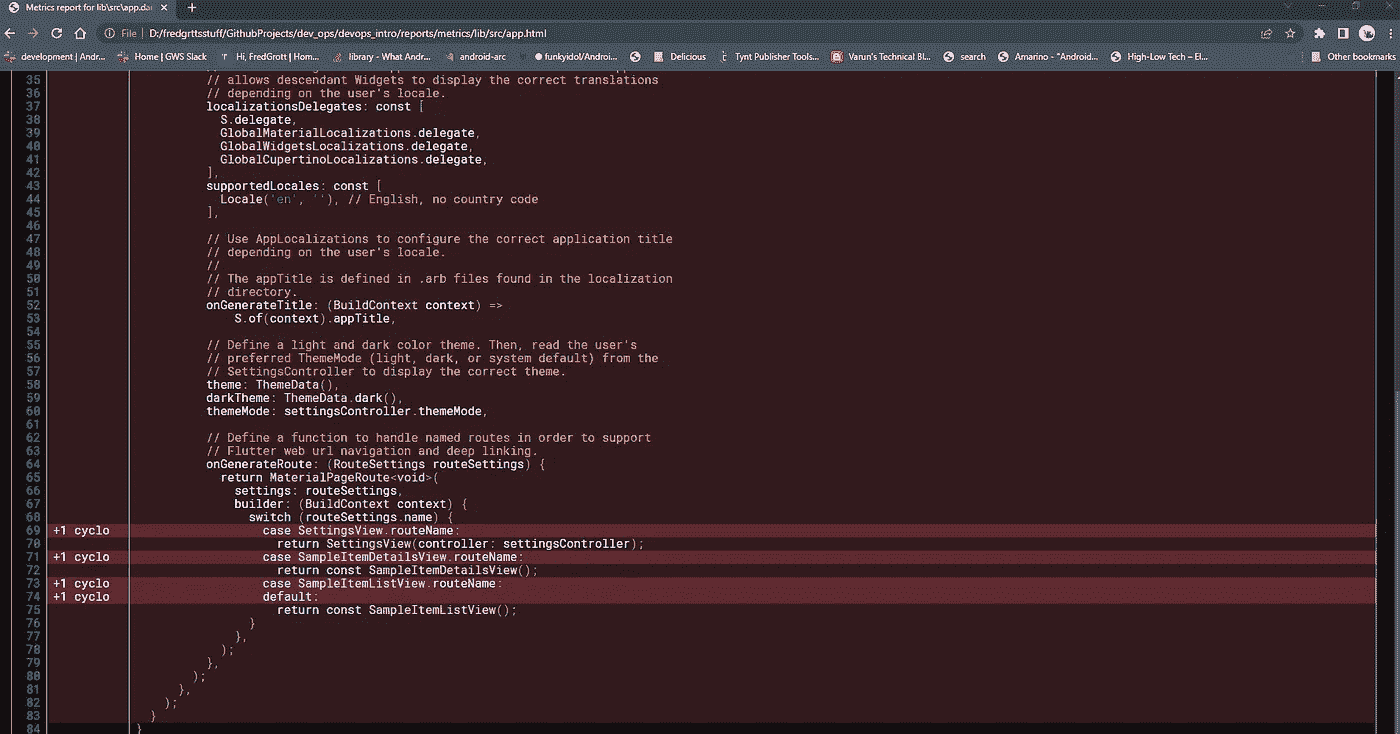 Metrics report for lib\src\app.da
File D:/fredgrttsstuff/GithubProjects/dev_ops/devops_intro/reports/metrics/lib/src/app.html
development | Andr... Home | GWS Slack Hi, FredGrott | Hom... library - What Andr... android-arc funkyidol/Androi... Delicious Tynt Publisher Tools... Varun's Technical Bl... search Amarino - "Android... High-Low Tech – El... Other bookmarks
35 // allows descendant Widgets to display the correct translations
36 // depending on the user's locale.
37 localizationsDelegates: const [
38 S.delegate,
39 GlobalMaterialLocalizations.delegate,
40 GlobalWidgetsLocalizations.delegate,
41 GlobalCupertinoLocalizations.delegate,
42 ],
43 supportedLocales: const [
44 Locale('en', ''), // English, no country code
45 ],
46
47 // Use AppLocalizations to configure the correct application title
48 // depending on the user's locale.
49 //
50 // The appTitle is defined in .arb files found in the localization
51 // directory.
52 onGenerateTitle: (BuildContext context) =>
53 S.of(context).appTitle,
54
55 // Define a light and dark color theme. Then, read the user's
56 // preferred ThemeMode (light, dark, or system default) from the
57 // SettingsController to display the correct theme.
58 theme: ThemeData(),
59 darkTheme: ThemeData.dark(),
60 themeMode: settingsController.themeMode,
61
62 // Define a function to handle named routes in order to support
63 // Flutter web url navigation and deep linking.
64 onGenerateRoute: (RouteSettings routeSettings) {
65 return MaterialPageRoute<void>(
66 settings: routeSettings,
67 builder: (BuildContext context) {
68 switch (routeSettings.name) {
69 +1 cyclo case SettingsView.routeName:
70 return SettingsView(controller: settingsController);
71 +1 cyclo case SampleItemDetailsView.routeName:
72 return const SampleItemDetailsView();
73 +1 cyclo case SampleItemListView.routeName:
74 +1 cyclo default:
75 return const SampleItemListView();
76 }
77 },
78 );
79 },
80 );
81 },
82 );
83 }
84 }